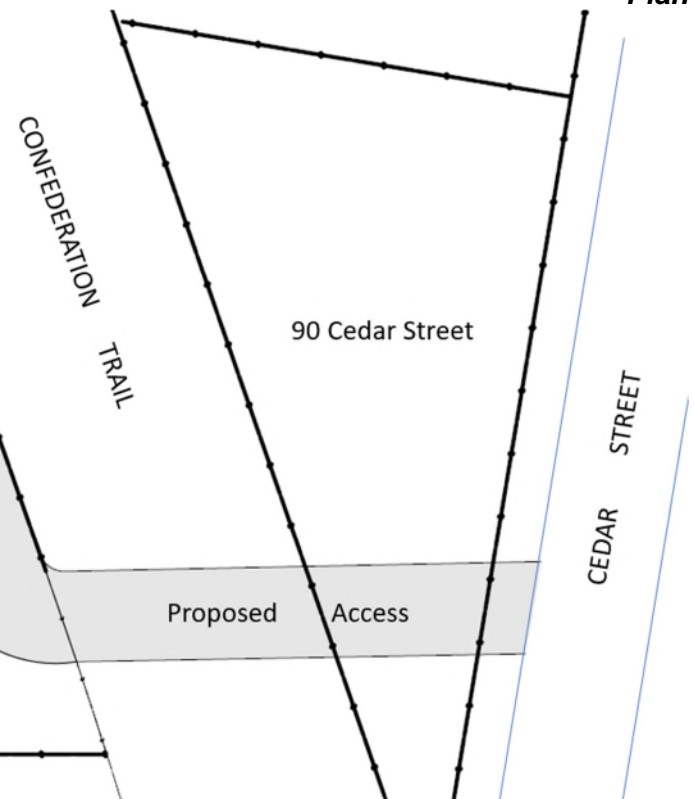 CONFEDERATION TRAIL
90 Cedar Street
CEDAR STREET
Proposed Access